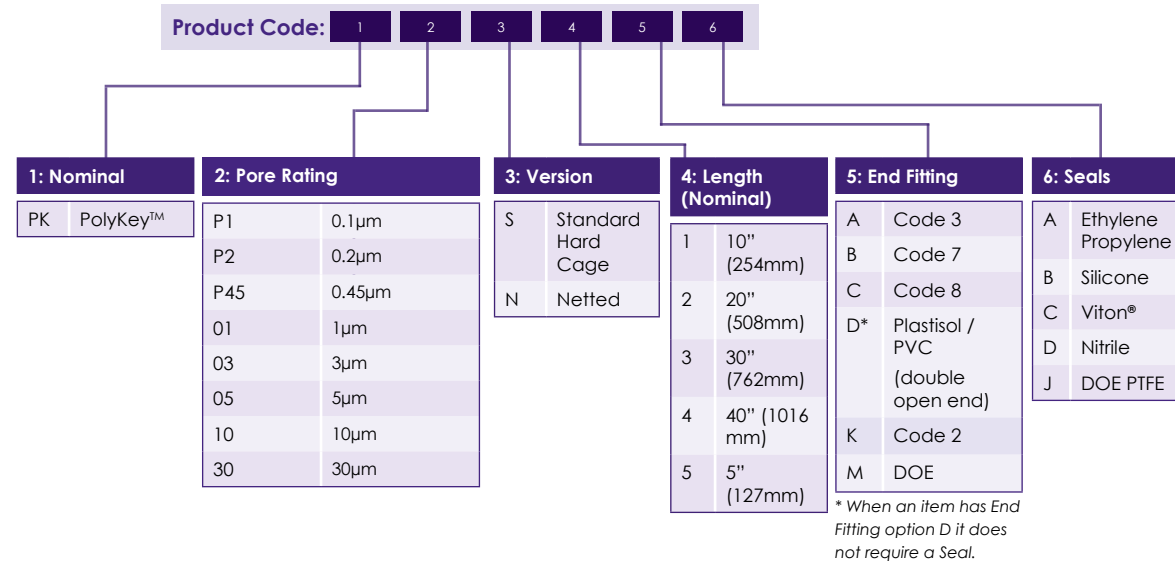 Product Code: 1 2 3 4 5 6
1: Nominal
PK PolyKey™
2: Pore Rating
P1 0.1µm
P2 0.2µm
P45 0.45µm
01 1µm
03 3µm
05 5µm
10 10µm
30 30µm
3: Version
S Standard
Hard
Cage
N Netted
4: Length
(Nominal)
1 10”
(254mm)
2 20”
(508mm)
3 30”
(762mm)
4 40” (1016
mm)
5 5”
(127mm)
5: End Fitting
A Code 3
B Code 7
C Code 8
D* Plastisol /
PVC
(double
open end)
K Code 2
M DOE
* When an item has End
Fitting option D it does
not require a Seal.
6: Seals
A Ethylene
Propylene
B Silicone
C Viton®
D Nitrile
J DOE PTFE